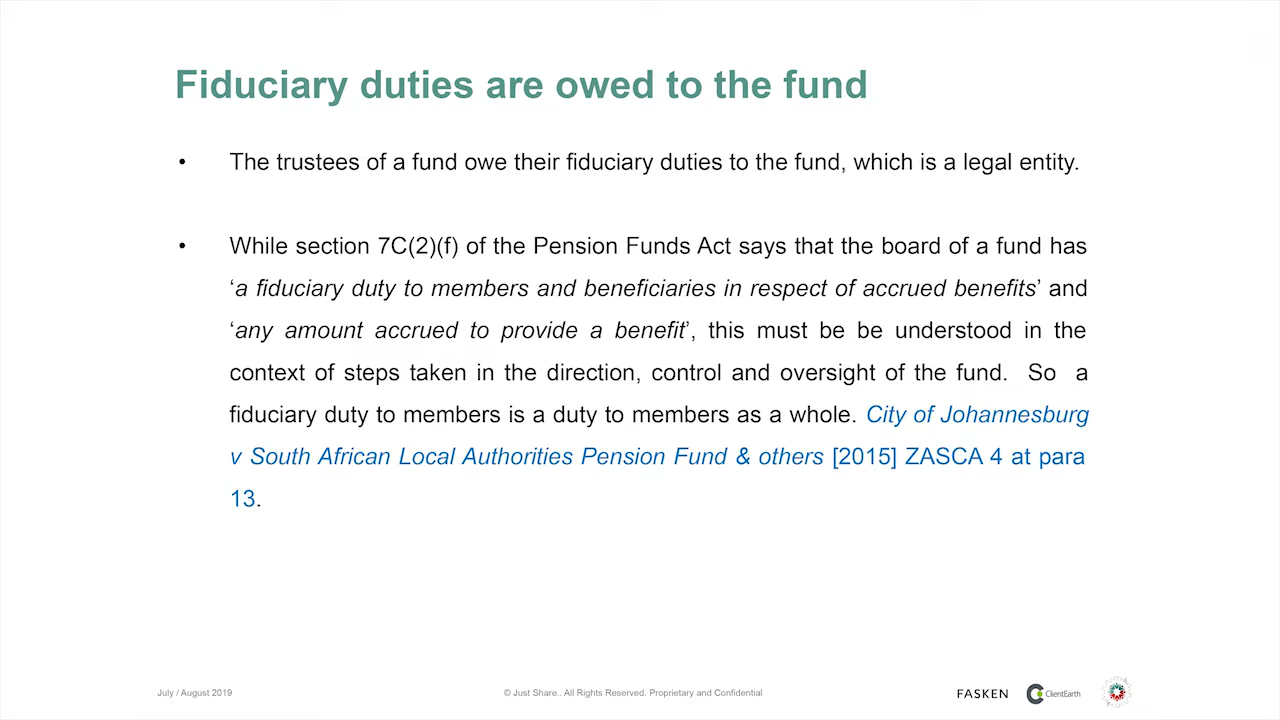 Fiduciary duties are owed to the fund
• The trustees of a fund owe their fiduciary duties to the fund, which is a legal entity.
• While section 7C(2)(f) of the Pension Funds Act says that the board of a fund has
‘a fiduciary duty to members and beneficiaries in respect of accrued benefits’ and
‘any amount accrued to provide a benefit’, this must be be understood in the
context of steps taken in the direction, control and oversight of the fund. So a
fiduciary duty to members is a duty to members as a whole. City of Johannesburg
v South African Local Authorities Pension Fund & others [2015] ZASCA 4 at para
13.
July / August 2019
© Just Share.. All Rights Reserved. Proprietary and Confidential
FASKEN
ClientEarth